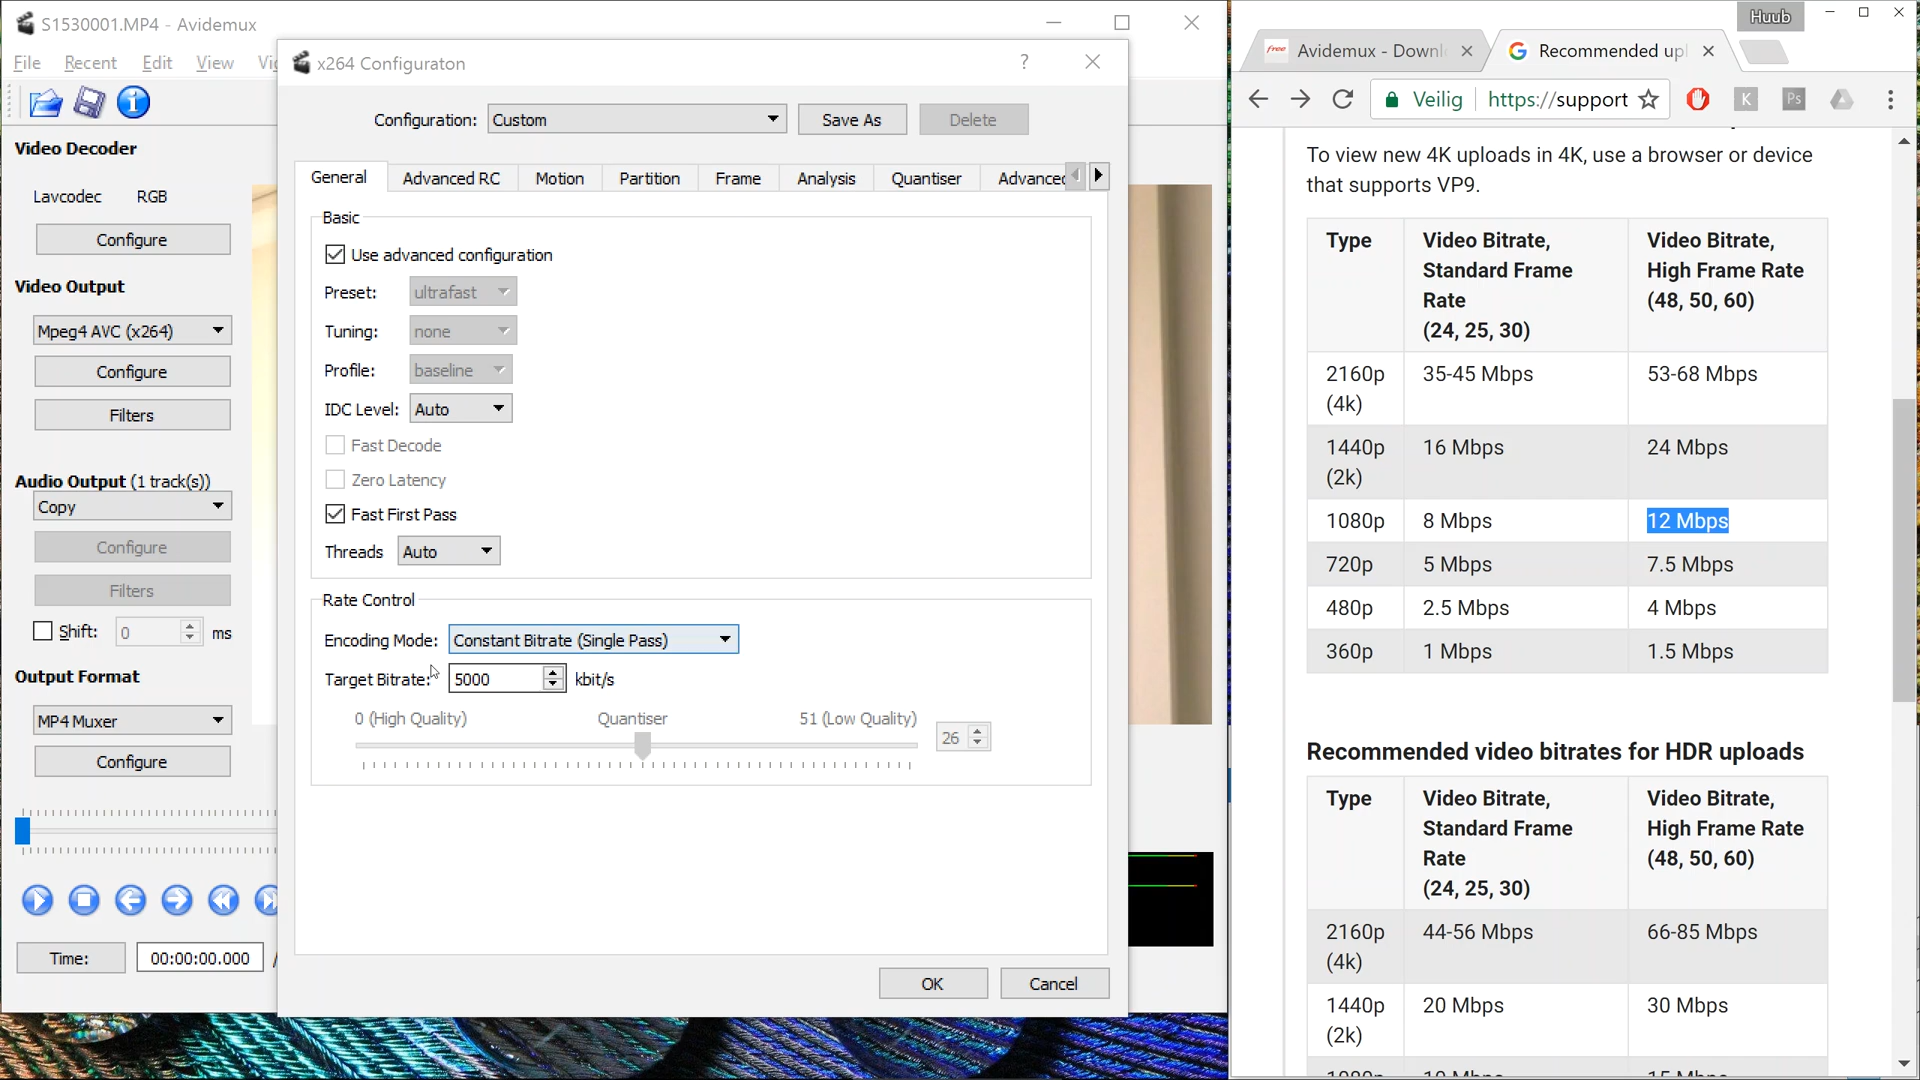 S1530001.MP4 - Avidemux
File Recent Edit View
x264 Configuraton ?
Configuration: Custom Save As Delete
General Advanced RC Motion Partition Frame Analysis Quantiser Advanced
Video Decoder
Lavcodec RGB
Configure
Video Output
Mpeg4 AVC (x264)
Configure
Filters
Audio Output (1 track(s))
Copy
Configure
Filters
Shift: 0 ms
Output Format
MP4 Muxer
Configure
Time: 00:00:00.000 /
Basic
Use advanced configuration
Preset: ultrafast
Tuning: none
Profile: baseline
IDC Level: Auto
Fast Decode
Zero Latency
Fast First Pass
Threads Auto
Rate Control
Encoding Mode: Constant Bitrate (Single Pass)
Target Bitrate: 5000 kbit/s
0 (High Quality) Quantiser 51 (Low Quality)
26
OK Cancel
Huub
free Avidemux - Downl
G Recommended upl
Veilig https://support
K Ps
To view new 4K uploads in 4K, use a browser or device
that supports VP9.
Type
Video Bitrate,
Standard Frame
Rate
(24, 25, 30)
Video Bitrate,
High Frame Rate
(48, 50, 60)
2160p
(4k)
35-45 Mbps
53-68 Mbps
1440p
(2k)
16 Mbps
24 Mbps
1080p 8 Mbps 12 Mbps
720p 5 Mbps 7.5 Mbps
480p 2.5 Mbps 4 Mbps
360p 1 Mbps 1.5 Mbps
Recommended video bitrates for HDR uploads
Type
Video Bitrate,
Standard Frame
Rate
(24, 25, 30)
Video Bitrate,
High Frame Rate
(48, 50, 60)
2160p
(4k)
44-56 Mbps
66-85 Mbps
1440p
(2k)
20 Mbps
30 Mbps
1080p 10 Mbps 15 Mbps